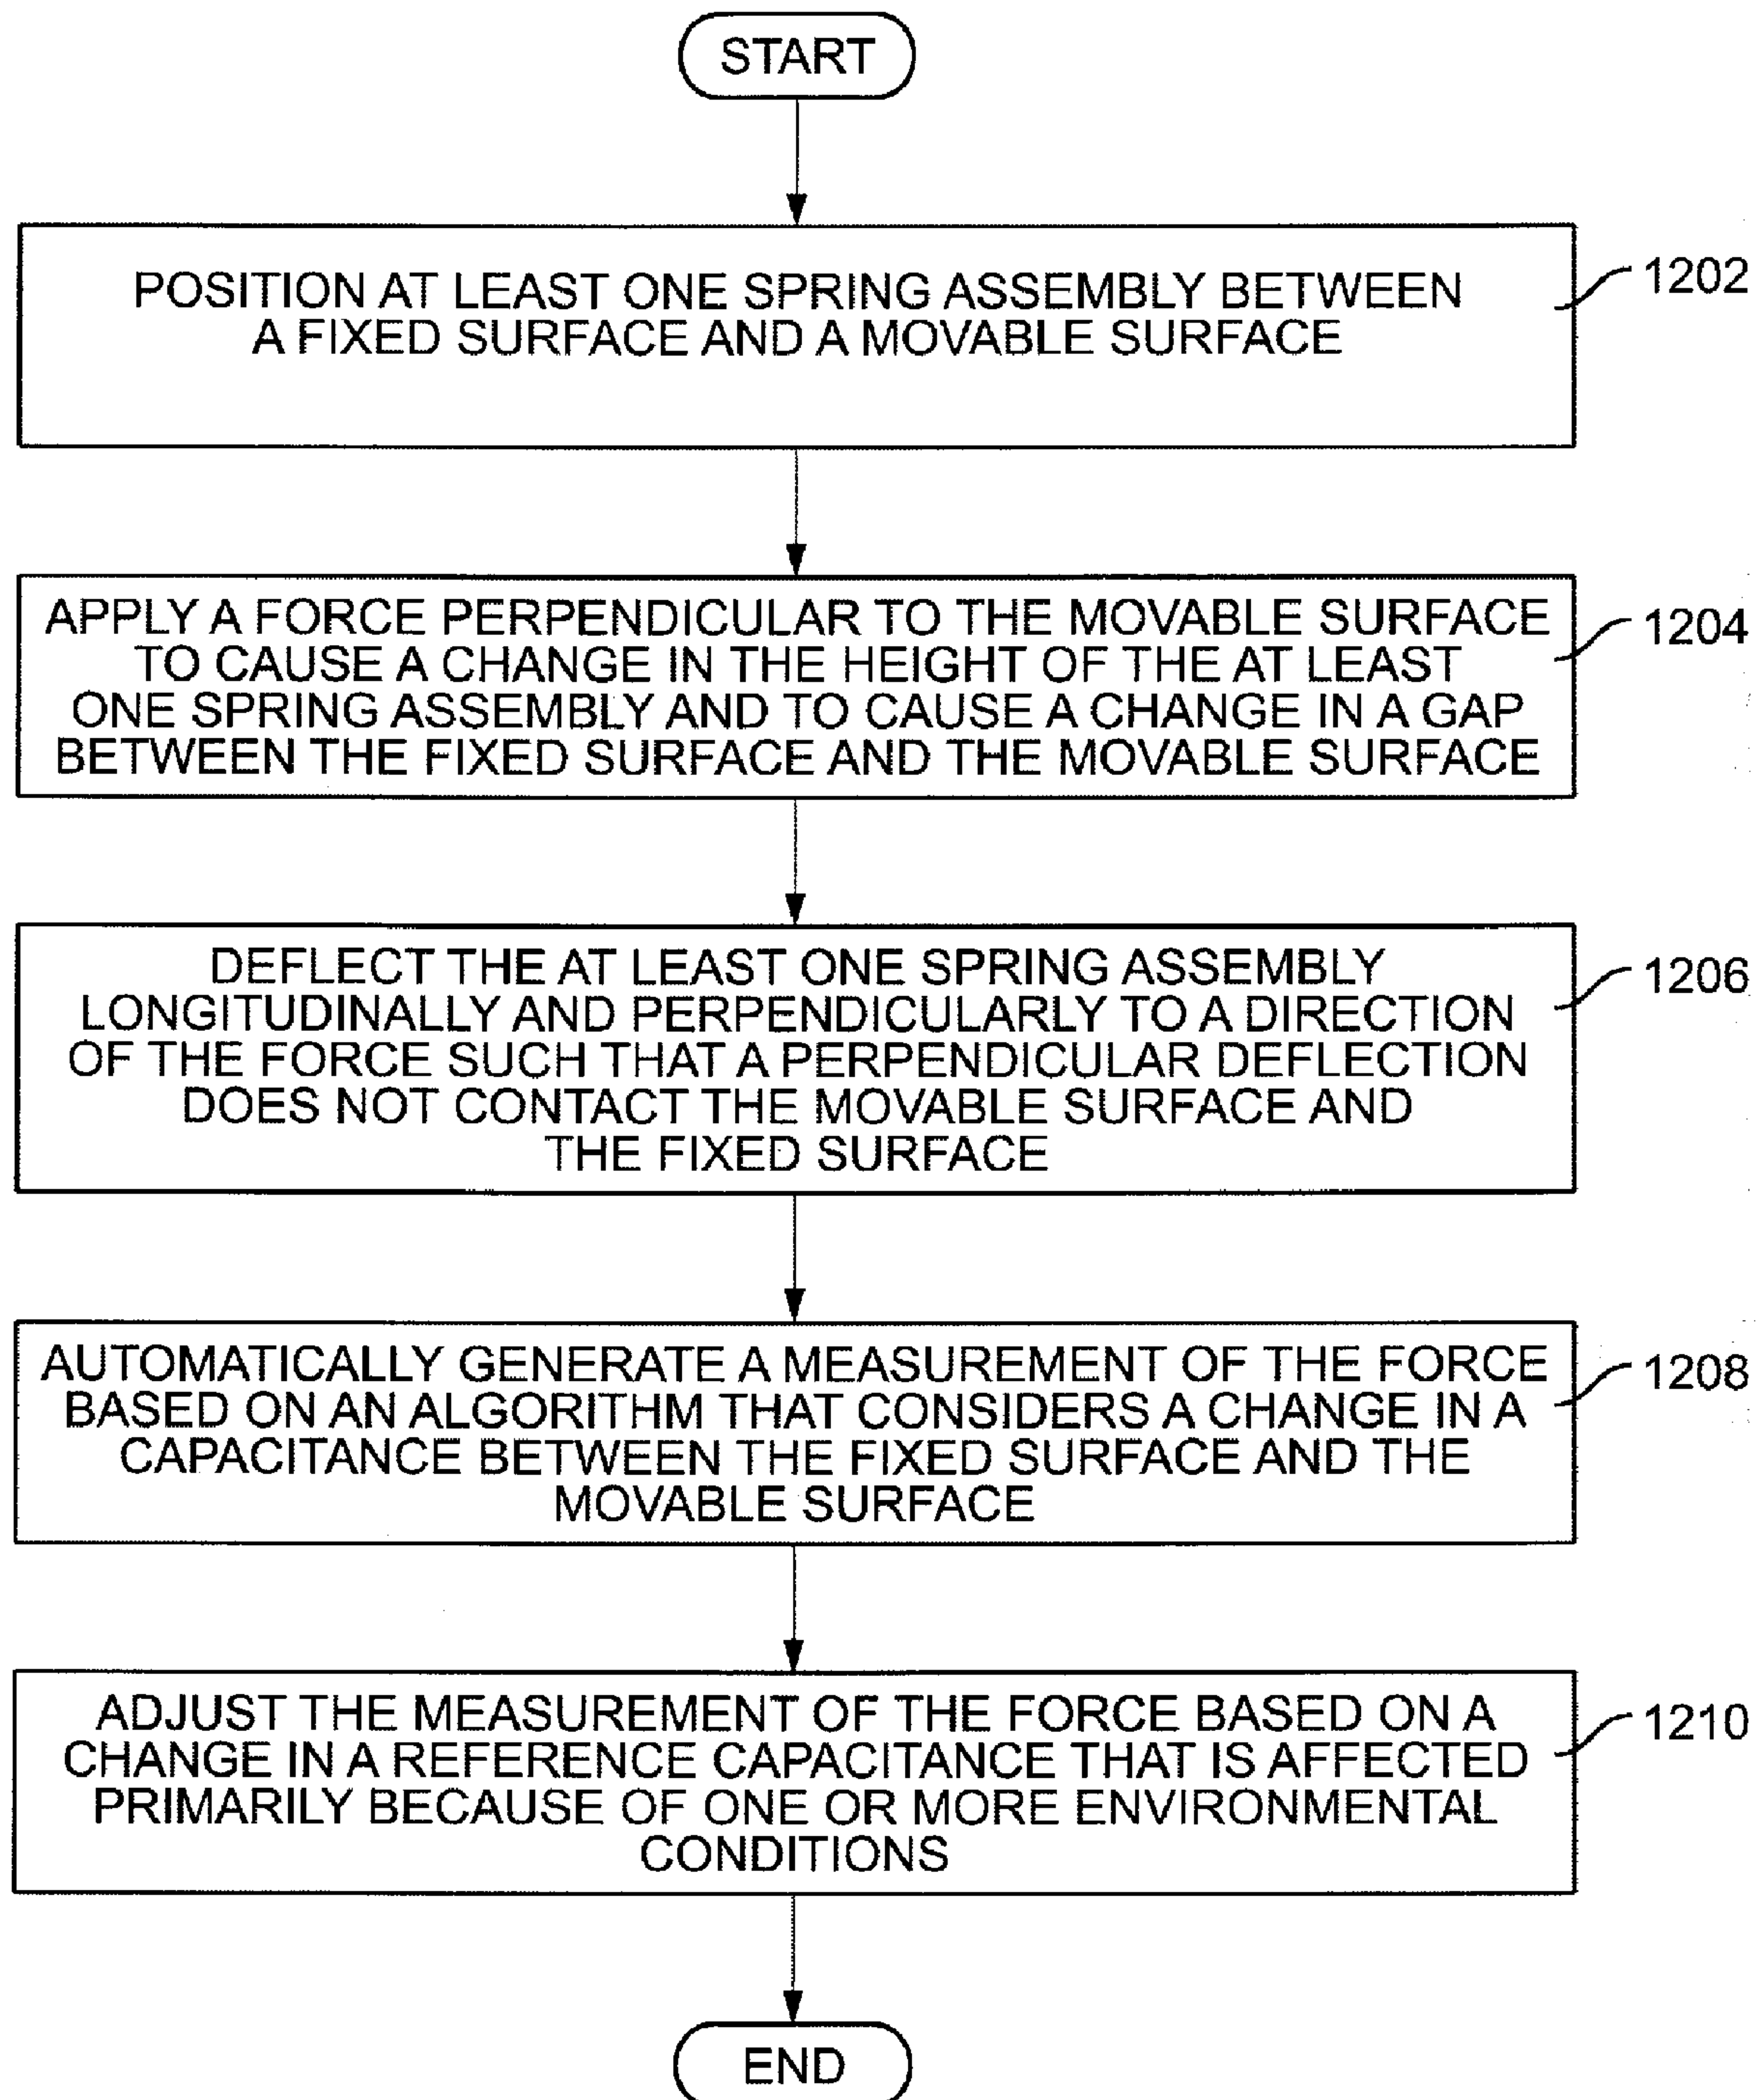 START
POSITION AT LEAST ONE SPRING ASSEMBLY BETWEEN
A FIXED SURFACE AND A MOVABLE SURFACE
1202
APPLY A FORCE PERPENDICULAR TO THE MOVABLE SURFACE
TO CAUSE A CHANGE IN THE HEIGHT OF THE AT LEAST
ONE SPRING ASSEMBLY AND TO CAUSE A CHANGE IN A GAP
BETWEEN THE FIXED SURFACE AND THE MOVABLE SURFACE
1204
DEFLECT THE AT LEAST ONE SPRING ASSEMBLY
LONGITUDINALLY AND PERPENDICULARLY TO A DIRECTION
OF THE FORCE SUCH THAT A PERPENDICULAR DEFLECTION
DOES NOT CONTACT THE MOVABLE SURFACE AND
THE FIXED SURFACE
1206
AUTOMATICALLY GENERATE A MEASUREMENT OF THE FORCE
BASED ON AN ALGORITHM THAT CONSIDERS A CHANGE IN A
CAPACITANCE BETWEEN THE FIXED SURFACE AND THE
MOVABLE SURFACE
1208
ADJUST THE MEASUREMENT OF THE FORCE BASED ON A
CHANGE IN A REFERENCE CAPACITANCE THAT IS AFFECTED
PRIMARILY BECAUSE OF ONE OR MORE ENVIRONMENTAL
CONDITIONS
1210
END